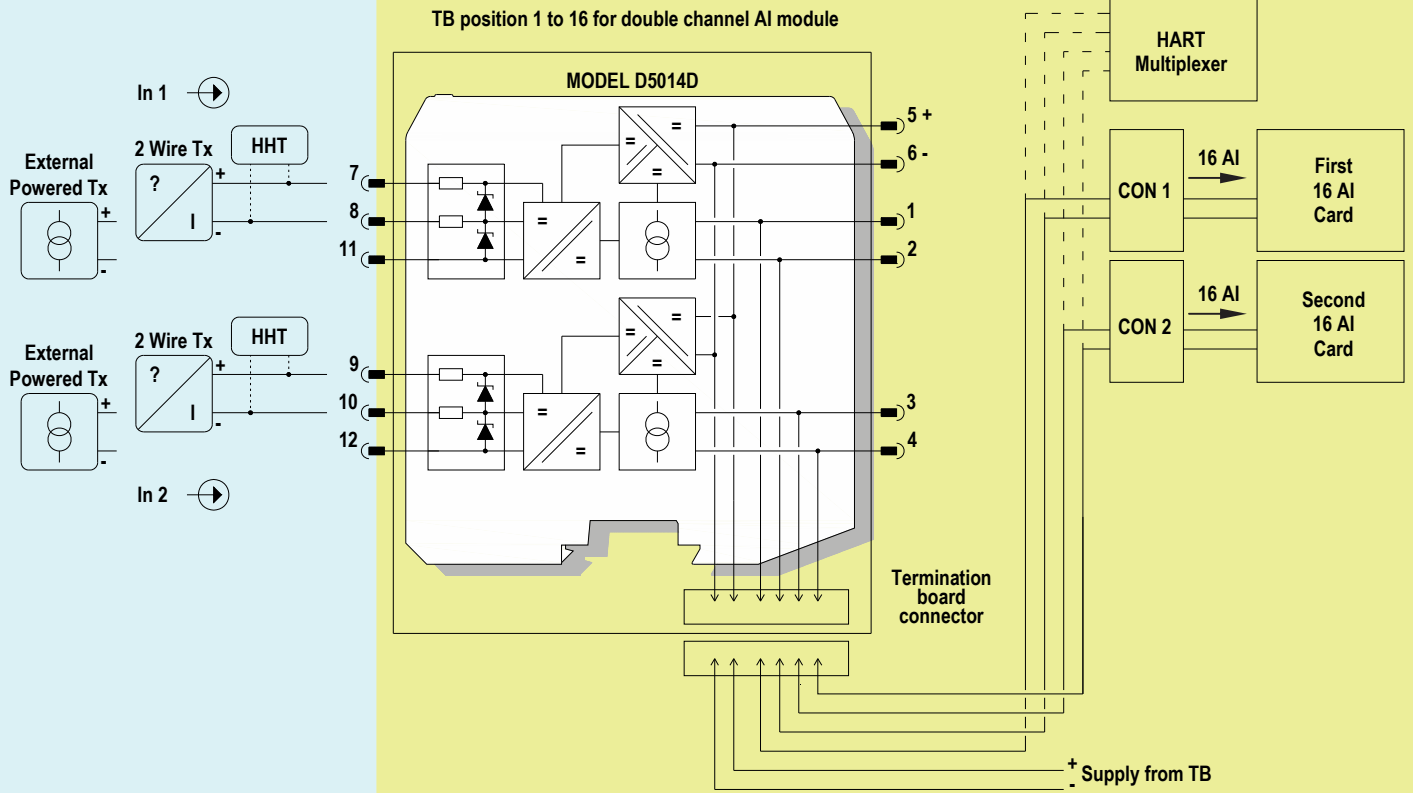 TB position 1 to 16 for double channel AI module
HART
Multiplexer
MODEL D5014D
In 1
External
Powered Tx
+
-
2 Wire Tx
?
I
+
-
HHT
7
8
11
=
=
=
=
=
5 +
6 -
1
2
CON 1
16 AI
First
16 AI
Card
External
Powered Tx
+
-
2 Wire Tx
?
I
+
-
HHT
9
10
12
=
=
=
=
=
3
4
CON 2
16 AI
Second
16 AI
Card
In 2
Termination
board
connector
+
-
Supply from TB